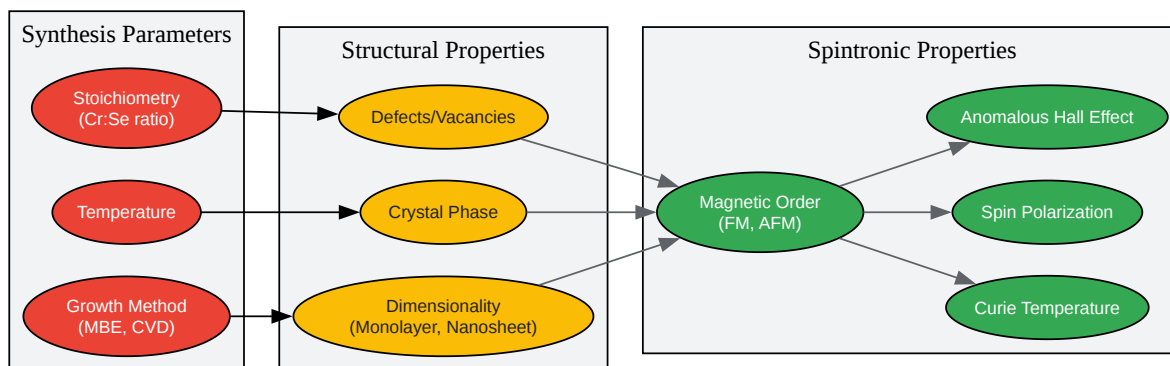 Synthesis Parameters
Stoichiometry
(Cr:Se ratio)
Temperature
Growth Method
(MBE, CVD)
Structural Properties
Defects/Vacancies
Crystal Phase
Dimensionality
(Monolayer, Nanosheet)
Spintronic Properties
Magnetic Order
(FM, AFM)
Anomalous Hall Effect
Spin Polarization
Curie Temperature